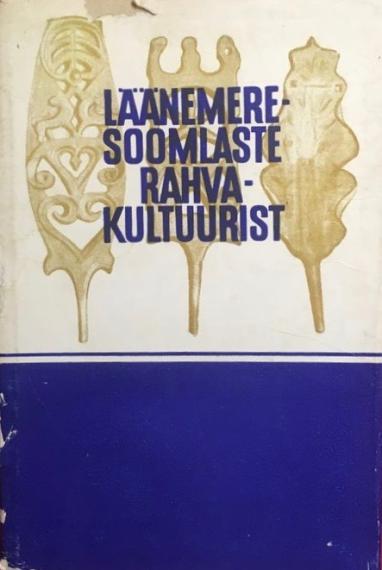 LÄÄNEMERE-
SOOMLASTE
RAHVA-
KULTUURIST